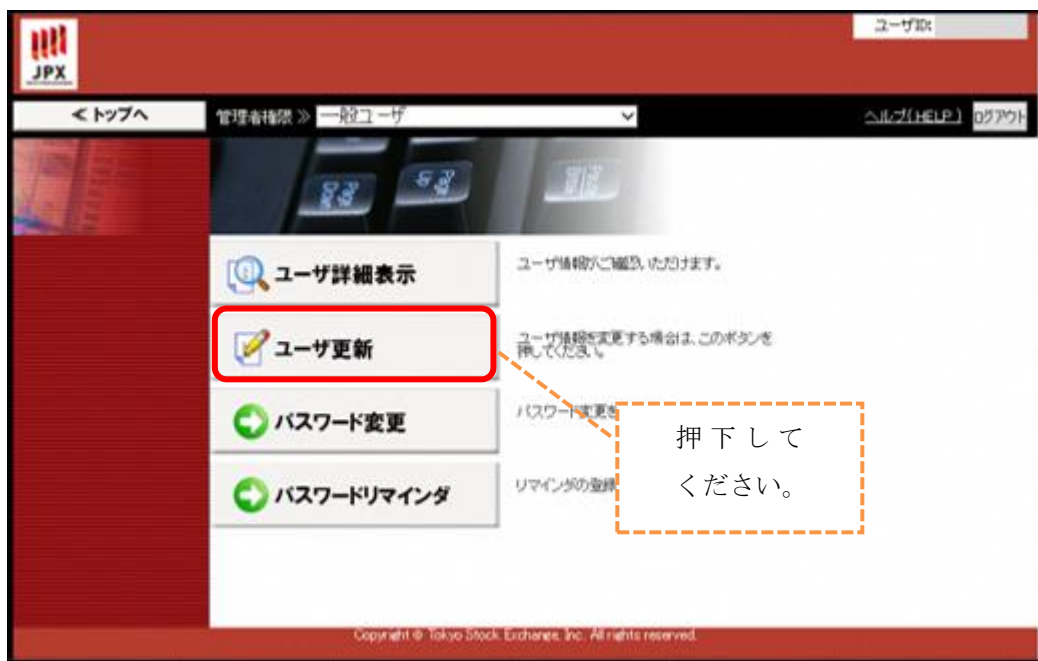 ユーザID:
JPX
≪ トップへ
管理者権限 ≫ 一般ユーザ
ヘルプ(HELP)
ログアウト
Page Down
Page Up
ユーザ詳細表示
ユーザ情報がご確認いただけます。
ユーザ更新
ユーザ情報を変更する場合は、このボタンを
押してください。
パスワード変更
パスワード変更を
押下して
ください。
パスワードリマインダ
リマインダの登録
Copyright © Tokyo Stock Exchange, Inc. All rights reserved.